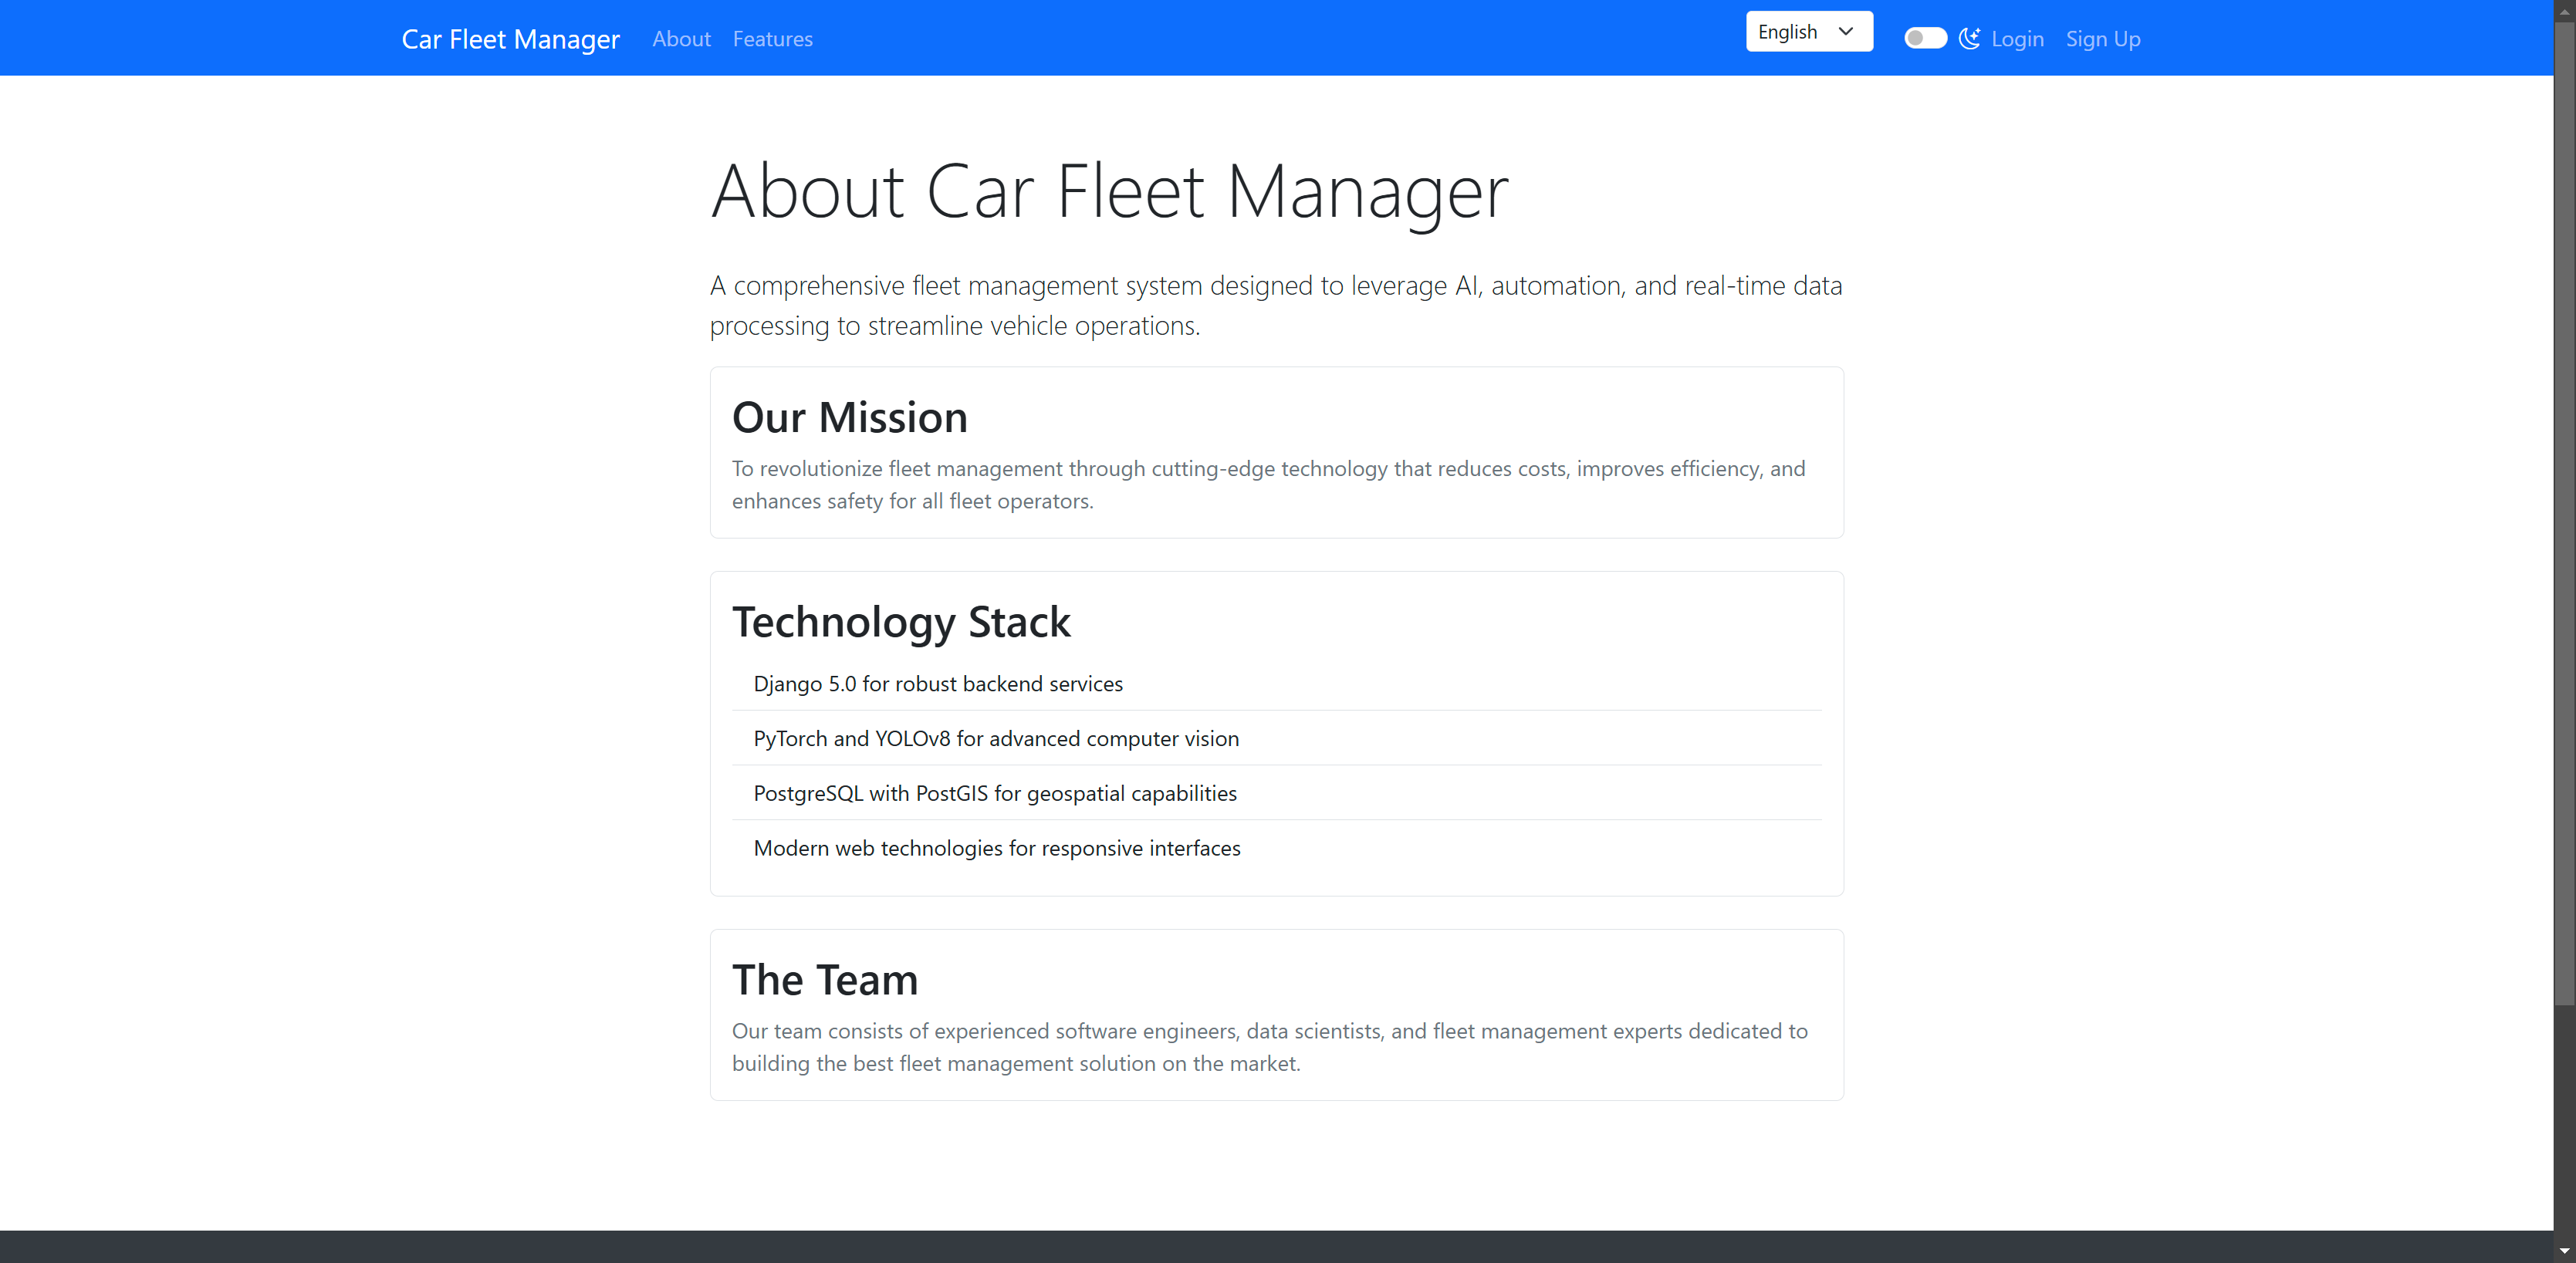 Car Fleet Manager About Features English Login Sign Up
About Car Fleet Manager
A comprehensive fleet management system designed to leverage AI, automation, and real-time data
processing to streamline vehicle operations.
Our Mission
To revolutionize fleet management through cutting-edge technology that reduces costs, improves efficiency, and
enhances safety for all fleet operators.
Technology Stack
Django 5.0 for robust backend services
PyTorch and YOLOv8 for advanced computer vision
PostgreSQL with PostGIS for geospatial capabilities
Modern web technologies for responsive interfaces
The Team
Our team consists of experienced software engineers, data scientists, and fleet management experts dedicated to
building the best fleet management solution on the market.